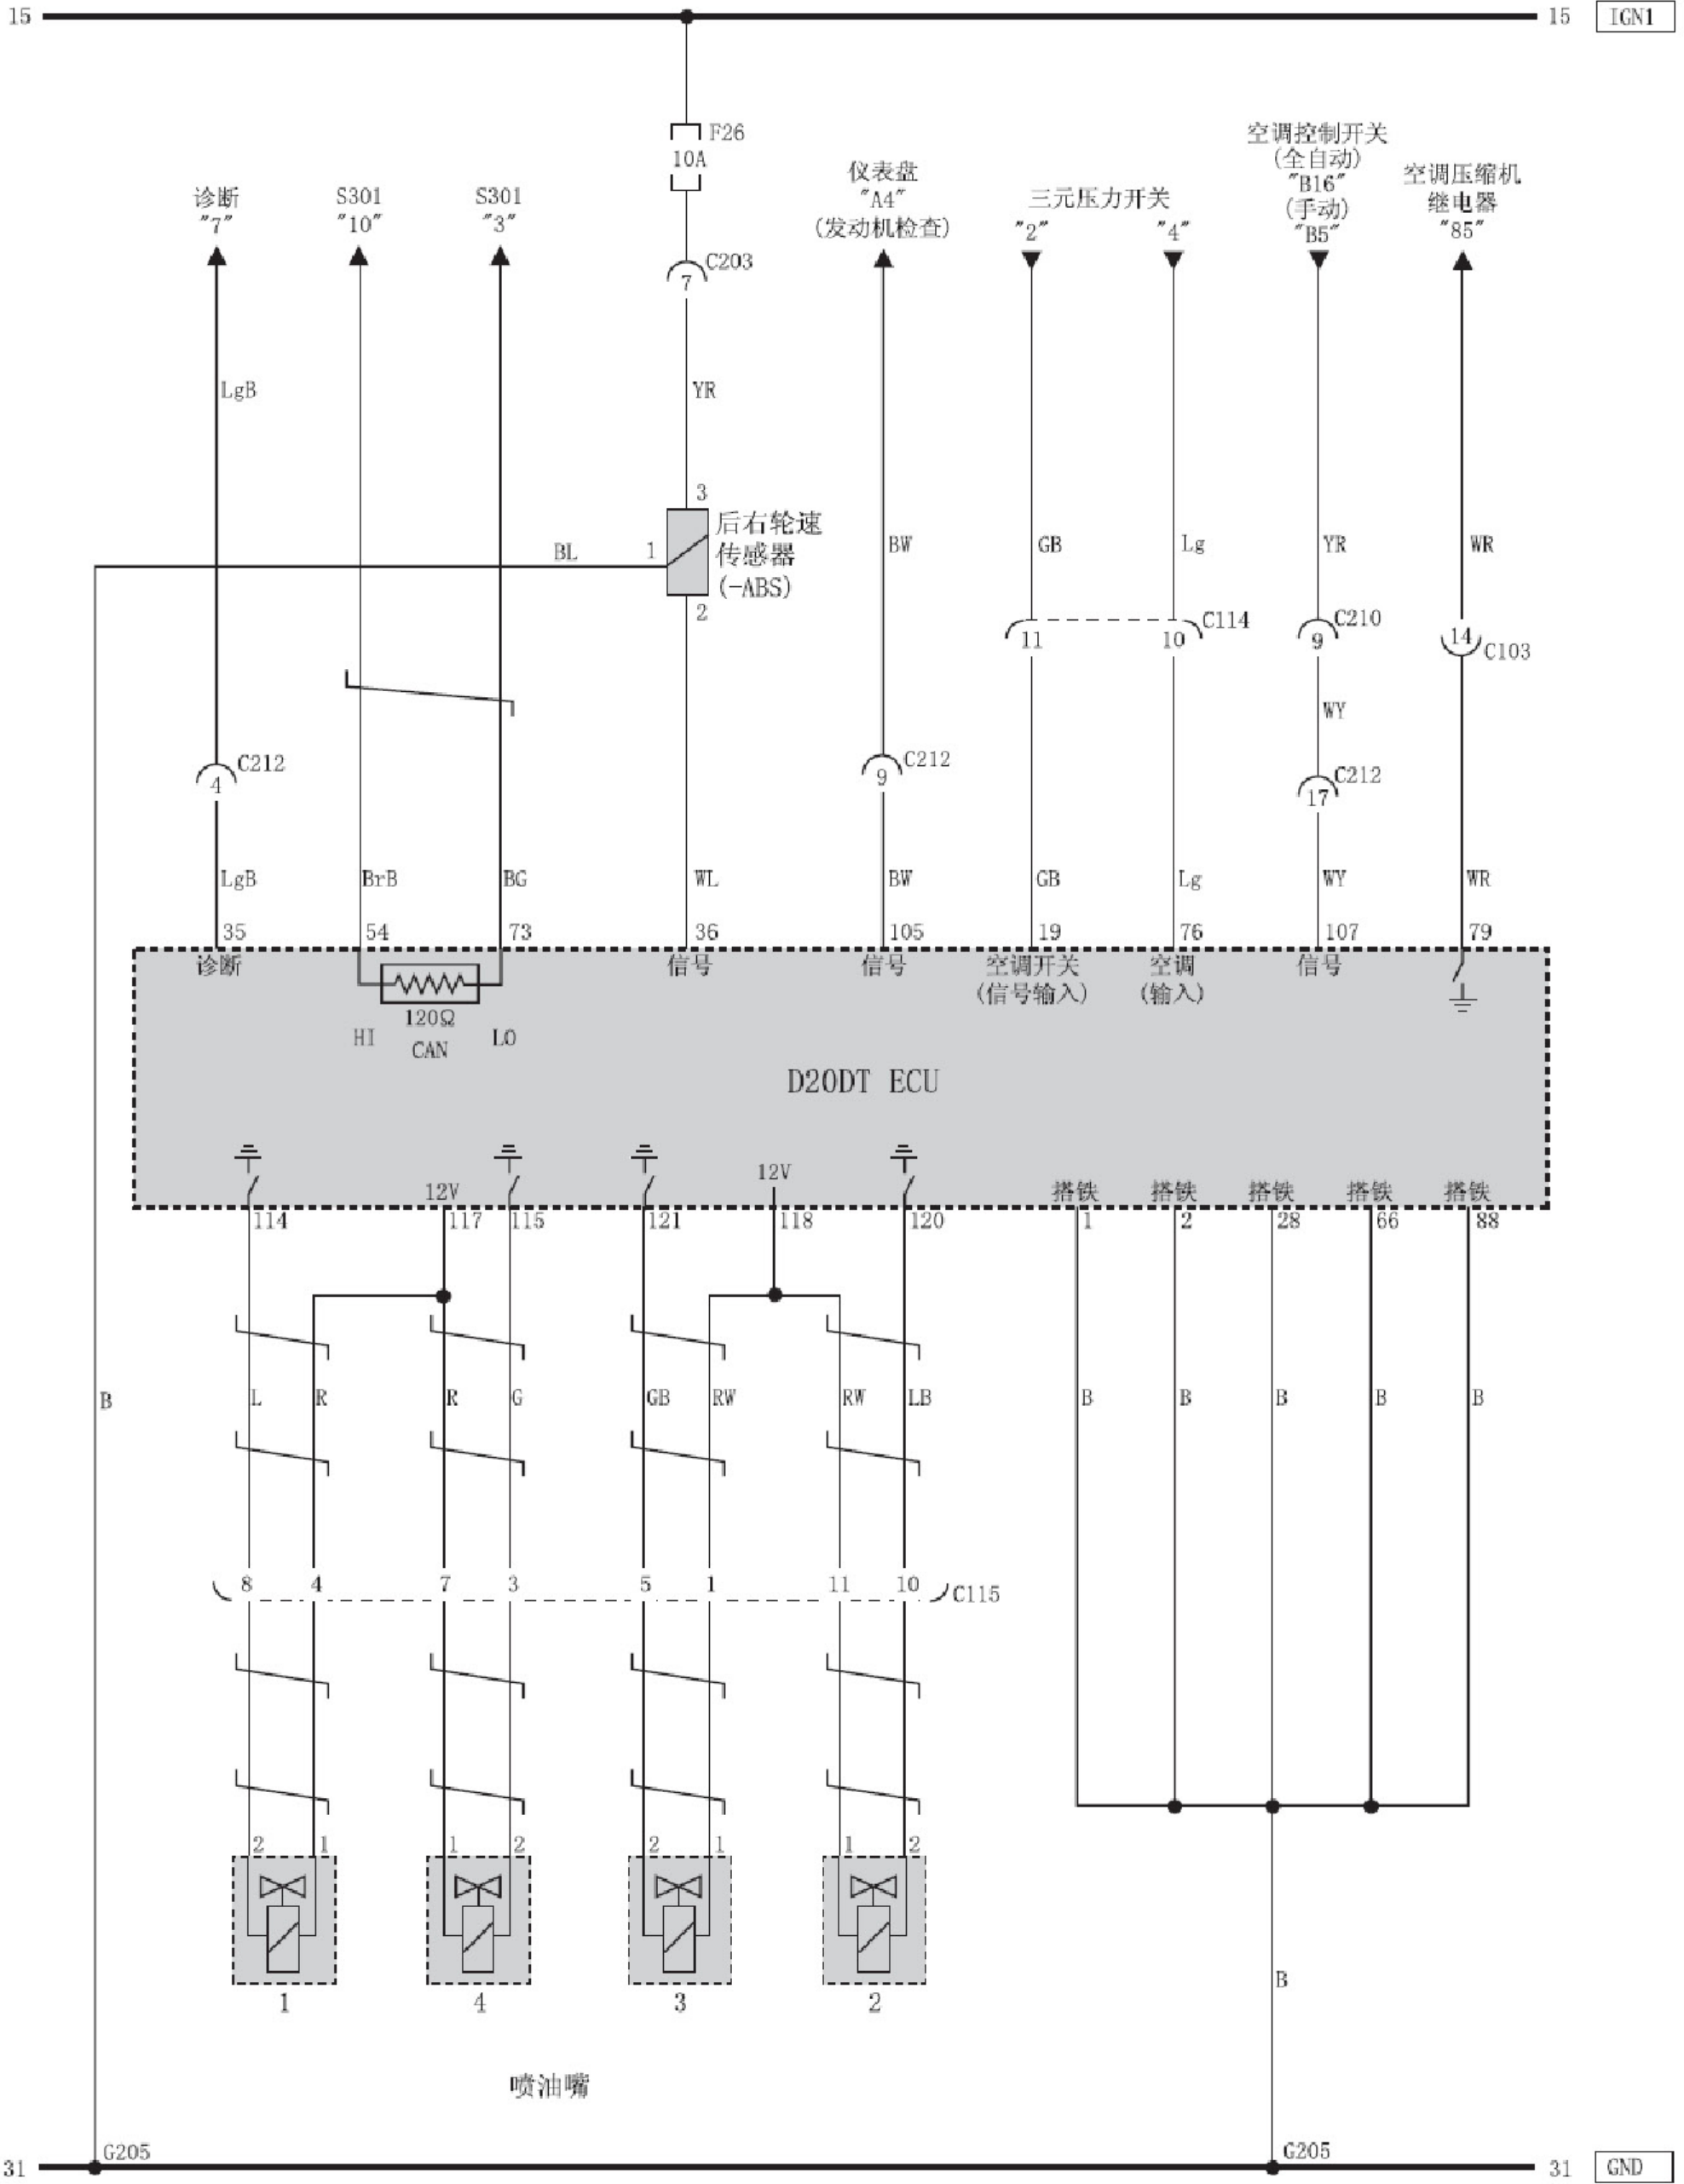 15
15 IGN1
F26
10A
空调控制开关
(全自动)
"B16"
(手动)
"B5"
仪表盘
"A4"
(发动机检查)
空调压缩机
继电器
"85"
诊断
"7"
S301
"10"
S301
"3"
三元压力开关
"2" "4"
C203
7
LgB
YR
3
后右轮速
传感器
(-ABS)
1
BL
2
BW
GB
Lg
YR
WR
11 10 C114
C210
9
14
C103
WY
C212
4
C212
9
C212
17
LgB BrB BG WL BW GB Lg WY WR
35 54 73 36 105 19 76 107 79
诊断 信号 信号 空调开关 空调 信号
(信号输入) (输入)
120Ω
HI CAN LO
D20DT ECU
12V 12V 搭铁 搭铁 搭铁 搭铁 搭铁
114 117 115 121 118 120 1 2 28 66 88
B L R R G GB RW RW LB B B B B B
8 4 7 3 5 1 11 10 C115
2 1 1 2 2 1 1 2
1 4 3 2
B
喷油嘴
G205 G205
31 31 GND